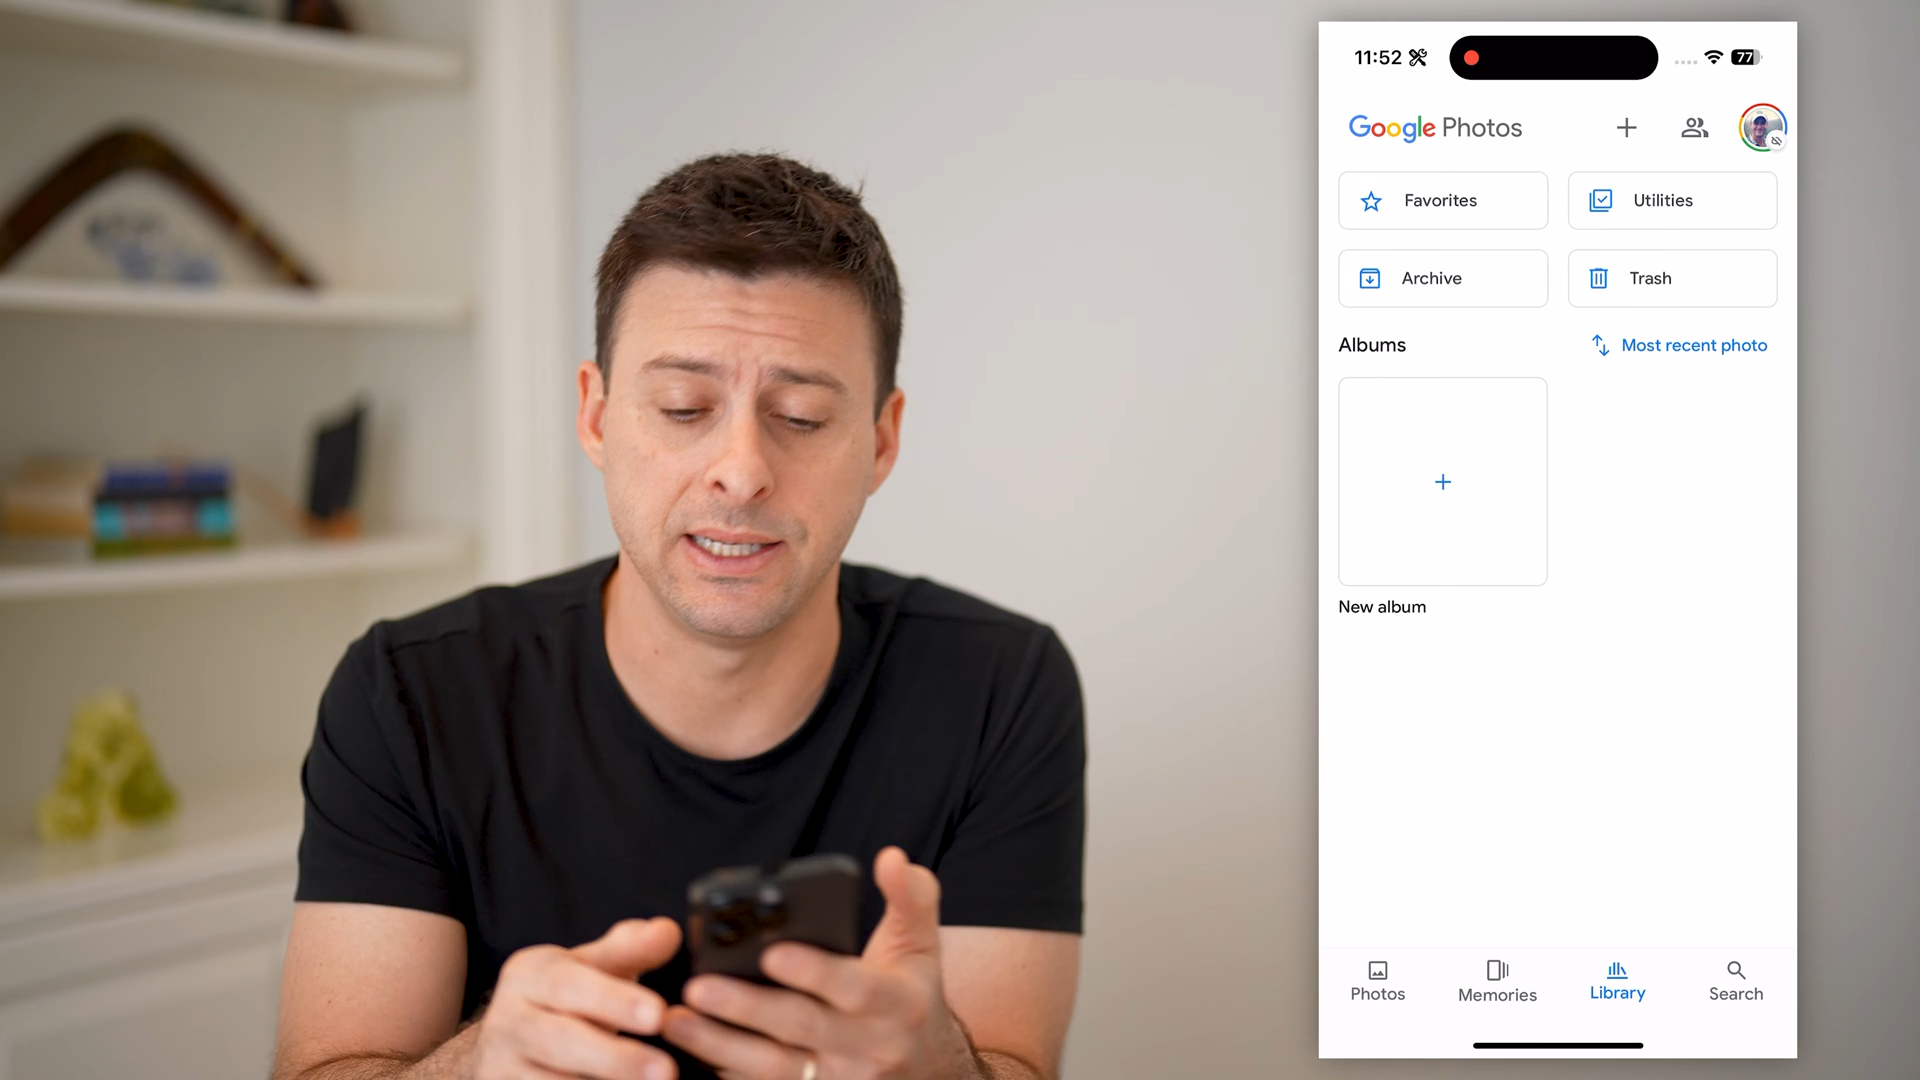 11:52
77
Google Photos
Favorites
Utilities
Archive
Trash
Albums
Most recent photo
New album
Photos
Memories
Library
Search